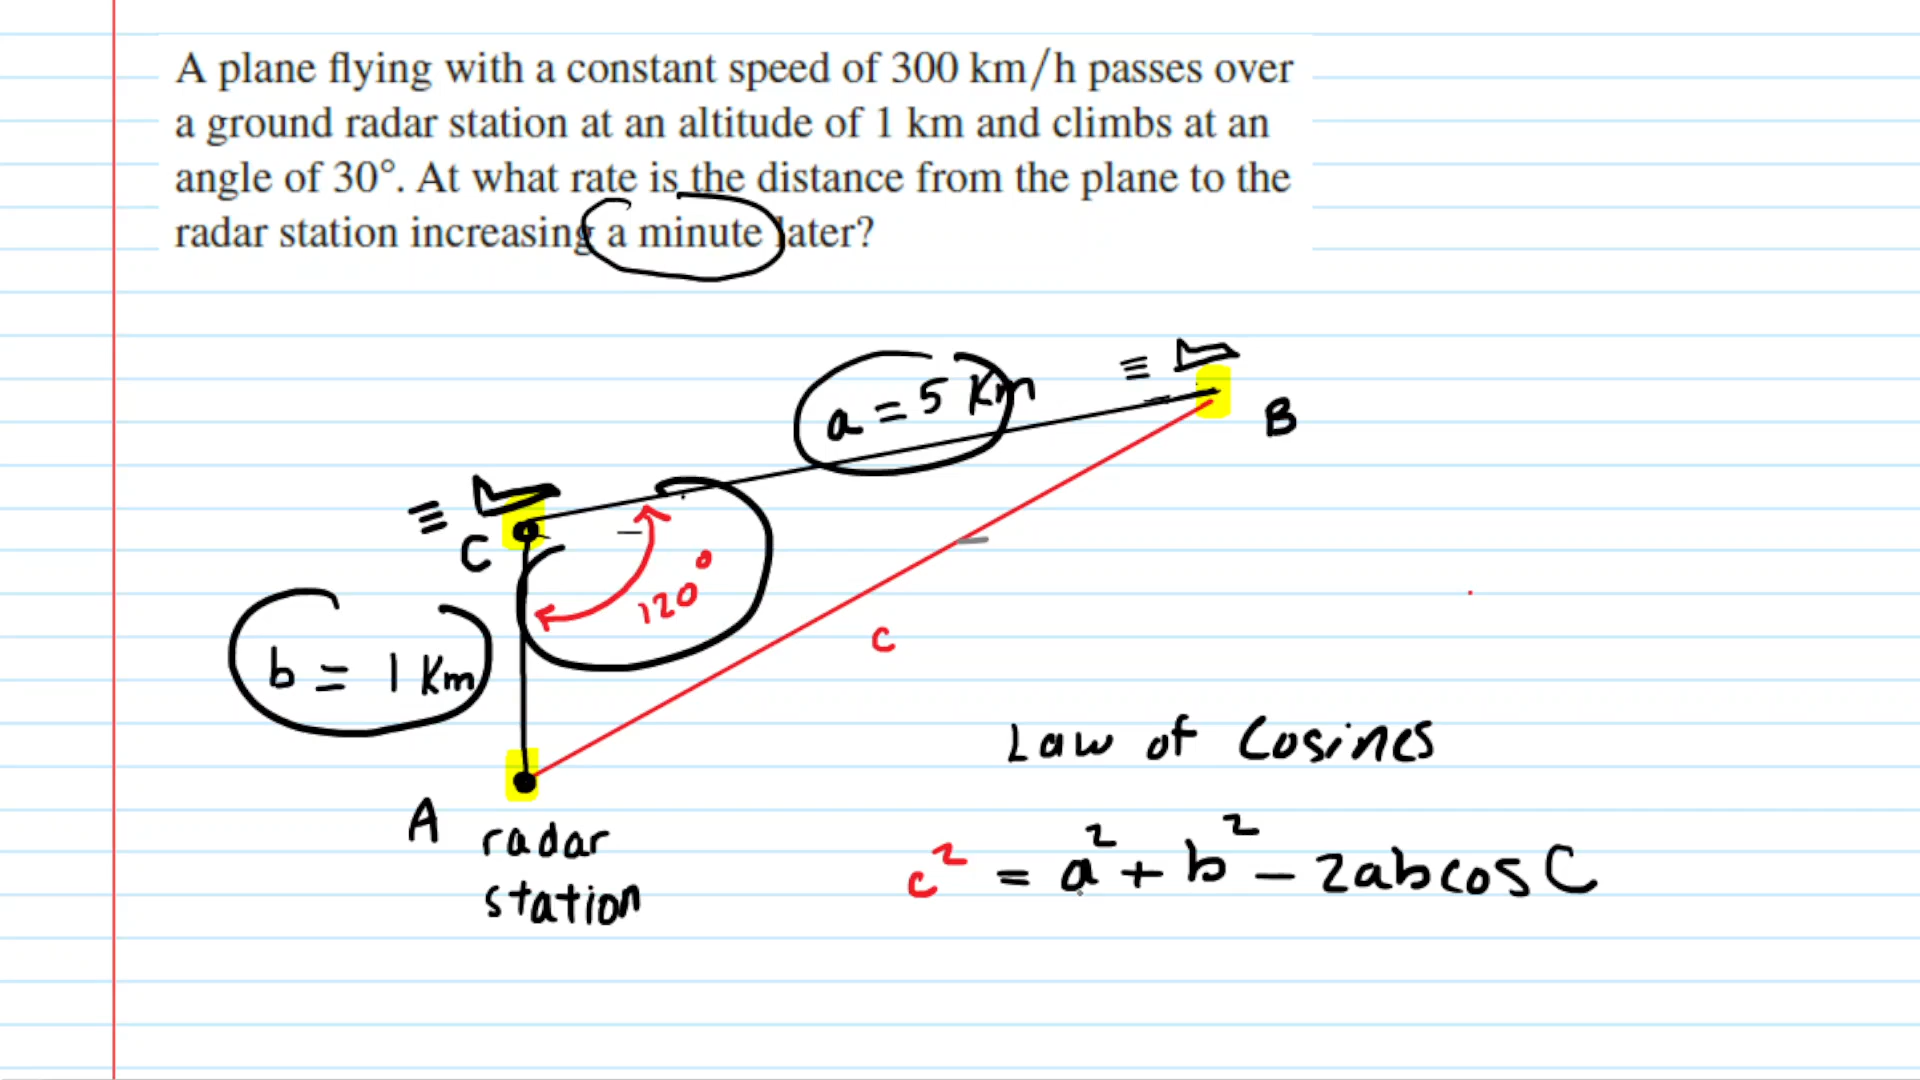 A plane flying with a constant speed of 300 km/h passes over
a ground radar station at an altitude of 1 km and climbs at an
angle of 30°. At what rate is the distance from the plane to the
radar station increasing a minute later?
a = 5 Km
B
C
120°
b = 1 Km
c
Law of Cosines
A radar
station
c² = a² + b² - 2abcosC